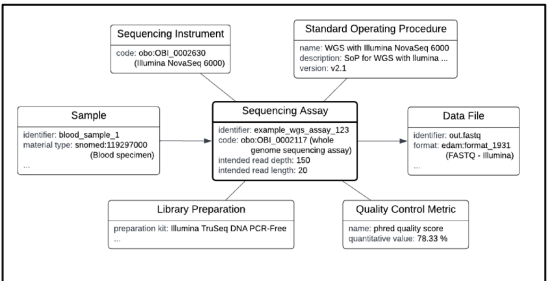 Sequencing Instrument
code: obo:OBI_0002630
(Illumina NovaSeq 6000)
Standard Operating Procedure
name: WGS with Illumina NovaSeq 6000
description: SoP for WGS with Ilumina ...
version: v2.1
Sample
identifier: blood_sample_1
material type: snomed:119297000
(Blood specimen)
...
Sequencing Assay
identifier: example_wgs_assay_123
code: obo:OBI_0002117 (whole
genome sequencing assay)
intended read depth: 150
intended read length: 20
Data File
identifier: out.fastq
format: edam:format_1931
(FASTQ - Illumina)
...
Library Preparation
preparation kit: Illumina TruSeq DNA PCR-Free
...
Quality Control Metric
name: phred quality score
quantitative value: 78.33 %